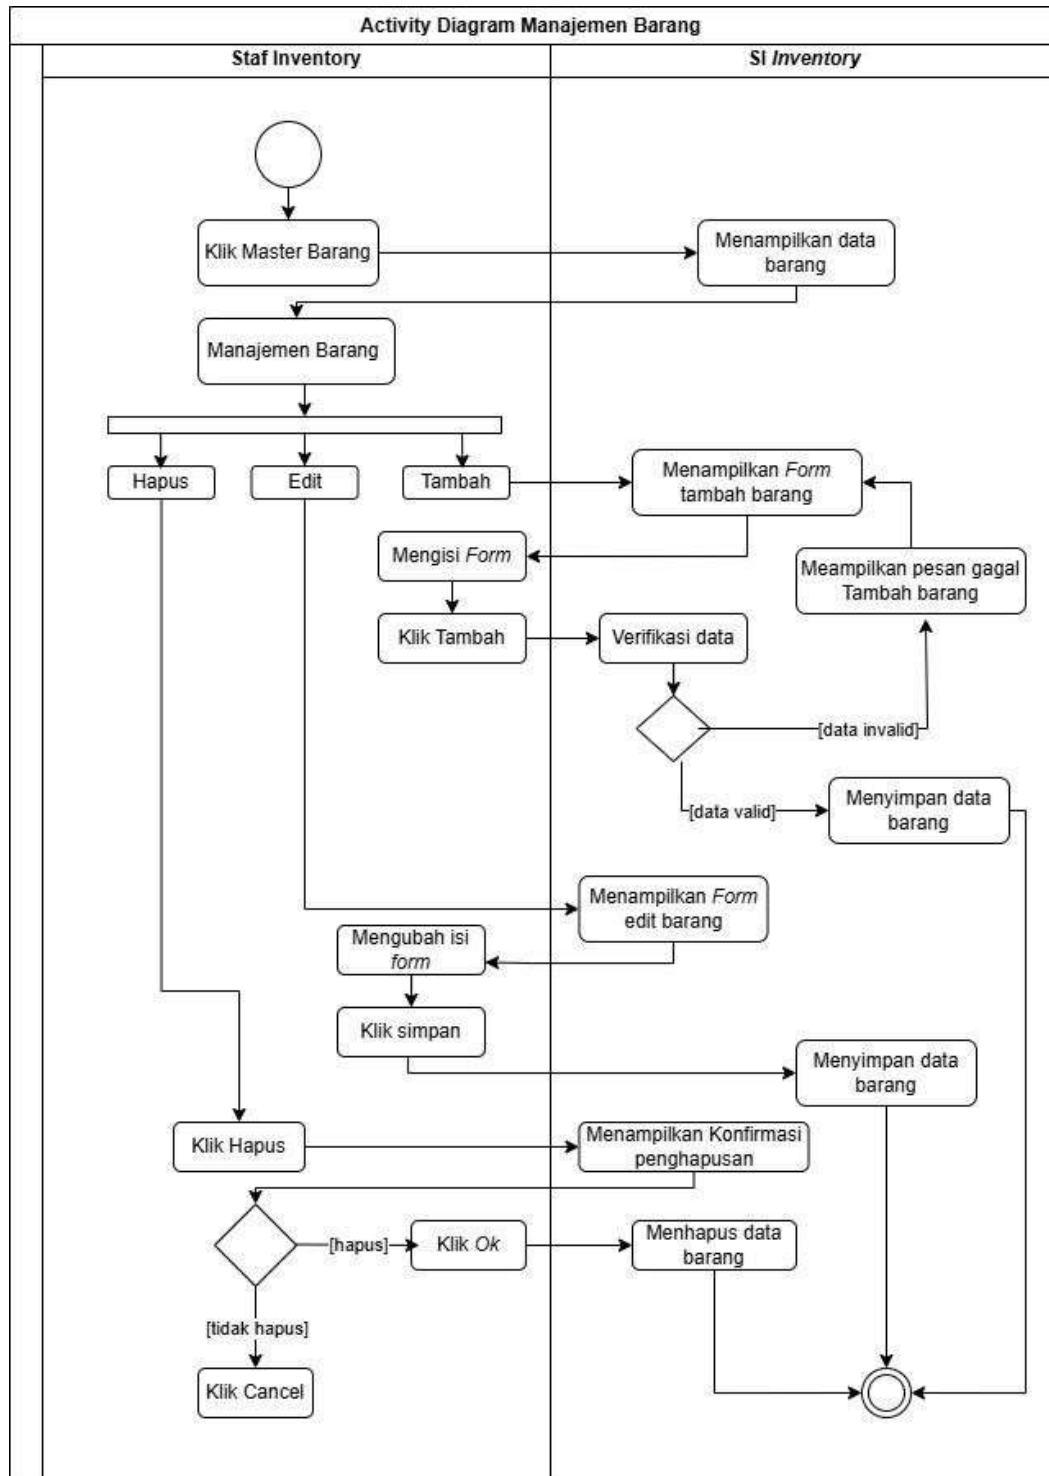 Activity Diagram Manajemen Barang
Staf Inventory
SI Inventory
Klik Master Barang
Menampilkan data
barang
Manajemen Barang
Hapus
Edit
Tambah
Menampilkan Form
tambah barang
Mengisi Form
Meampilkan pesan gagal
Tambah barang
Klik Tambah
Verifikasi data
[data invalid]
[data valid]
Menyimpan data
barang
Menampilkan Form
edit barang
Mengubah isi
form
Klik simpan
Menyimpan data
barang
Klik Hapus
Menampilkan Konfirmasi
penghapusan
[hapus]
Klik Ok
Menhapus data
barang
[tidak hapus]
Klik Cancel